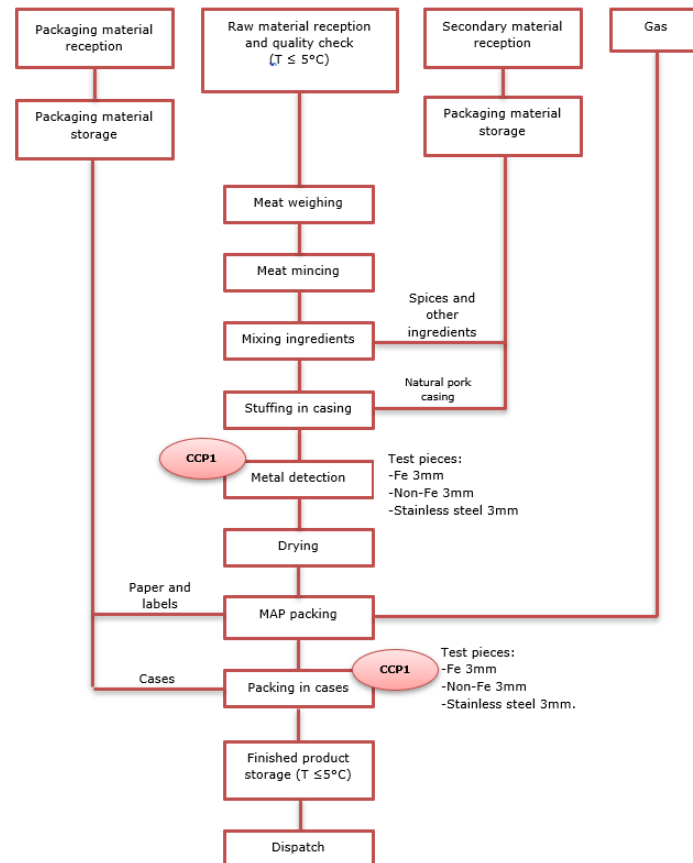 Packaging material
reception
Raw material reception
and quality check
(T ≤ 5°C)
Secondary material
reception
Gas
Packaging material
storage
Packaging material
storage
Meat weighing
Meat mincing
Spices and
other
ingredients
Mixing ingredients
Natural pork
casing
Stuffing in casing
CCP1
Metal detection
Test pieces:
-Fe 3mm
-Non-Fe 3mm
-Stainless steel 3mm
Drying
Paper and
labels
MAP packing
Cases
Packing in cases
CCP1
Test pieces:
-Fe 3mm
-Non-Fe 3mm
-Stainless steel 3mm.
Finished product
storage (T ≤5°C)
Dispatch